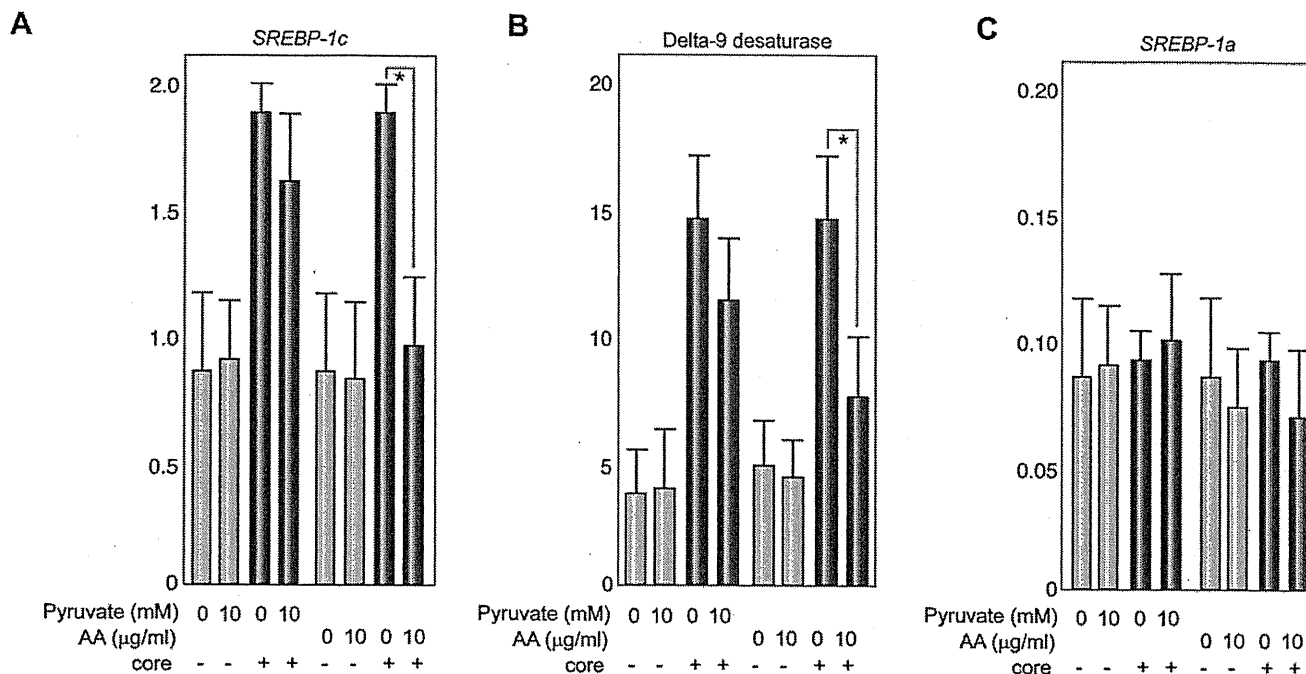 A
SREBP-1c
2.0
1.5
1.0
0.5
0
*
Pyruvate (mM) 0 10 0 10
AA (μg/ml) 0 10 0 10
core - - + + - - + +
B
Delta-9 desaturase
20
15
10
5
0
*
Pyruvate (mM) 0 10 0 10
AA (μg/ml) 0 10 0 10
core - - + + - - + +
C
SREBP-1a
0.20
0.15
0.10
0.05
0
Pyruvate (mM) 0 10 0 10
AA (μg/ml) 0 10 0 10
core - - + + - - + +